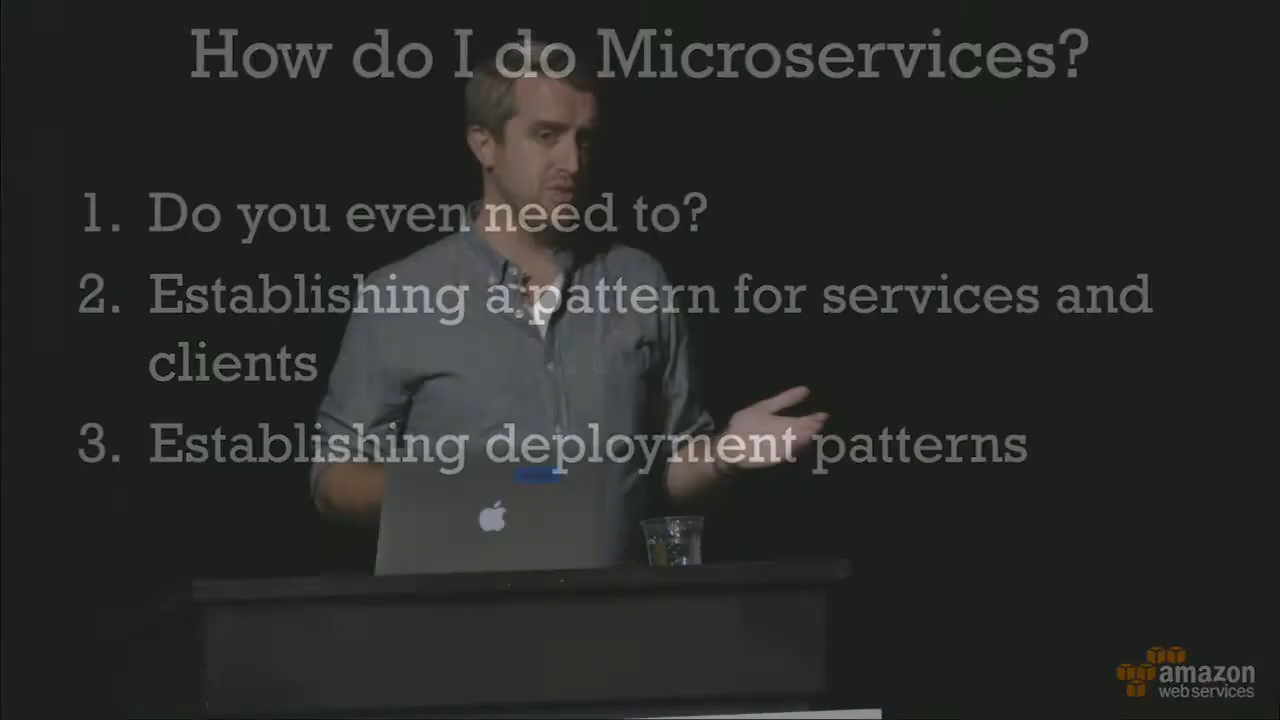 How do I do Microservices?
1. Do you even need to?
2. Establishing a pattern for services and
clients
3. Establishing deployment patterns
amazon
web services